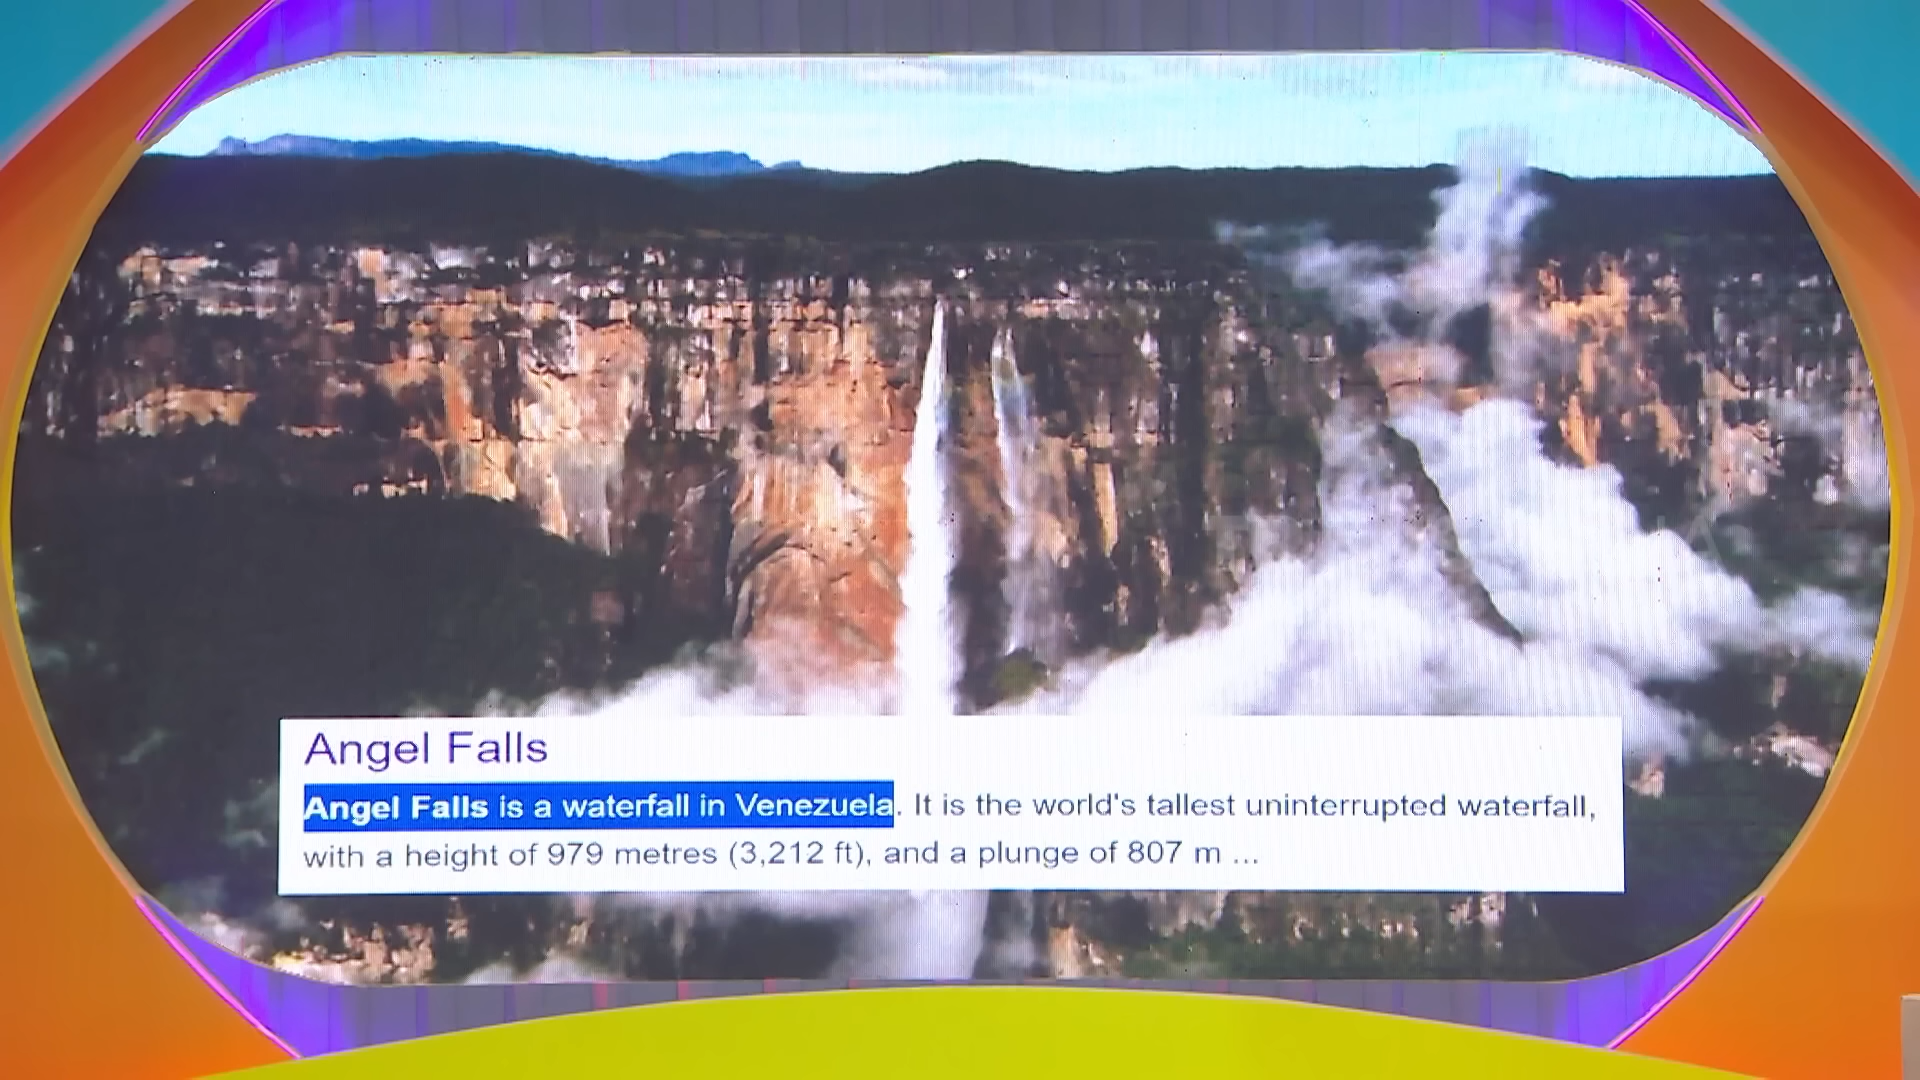 Angel Falls
Angel Falls is a waterfall in Venezuela. It is the world's tallest uninterrupted waterfall,
with a height of 979 metres (3,212 ft), and a plunge of 807 m ...